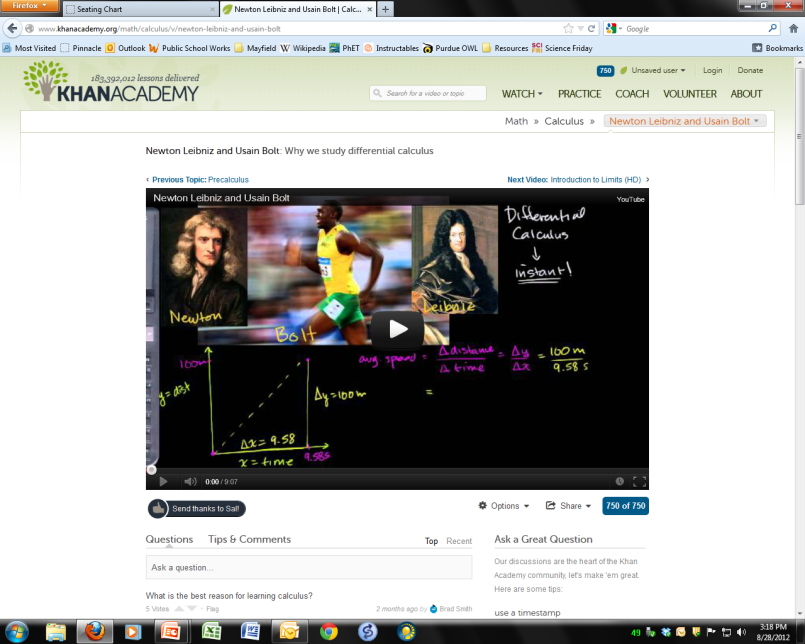 Firefox
Seating Chart
Newton Leibniz and Usain Bolt | Calc...
www.khanacademy.org/math/calculus/v/newton-leibniz-and-usain-bolt
Google
Most Visited Pinnacle Outlook Public School Works Mayfield Wikipedia PhET Instructables Purdue OWL Resources SCI Science Friday Bookmarks
183,392,012 lessons delivered
KHANACADEMY
750 Unsaved user Login Donate
Search for a video or topic
WATCH PRACTICE COACH VOLUNTEER ABOUT
Math » Calculus » Newton Leibniz and Usain Bolt
Newton Leibniz and Usain Bolt: Why we study differential calculus
‹ Previous Topic: Precalculus
Next Video: Introduction to Limits (HD) ›
Newton Leibniz and Usain Bolt
YouTube
Differential
Calculus
↓
instant!
Newton
Bolt
Leibniz
100m
avg. speed = Δdistance / Δ time = Δy / Δx = 100m / 9.58 s
=
y=dist
Δy=100m
Δx = 9.58
x = time
9.58s
0:00 / 9:07
Send thanks to Sal!
Options
Share
750 of 750
Questions Tips & Comments
Top Recent
Ask a question...
What is the best reason for learning calculus?
5 Votes · Flag
2 months ago by Brad Smith
Ask a Great Question
Our discussions are the heart of the Khan
Academy community, let's make 'em great.
Here are some tips:
use a timestamp
49
3:18 PM
8/28/2012